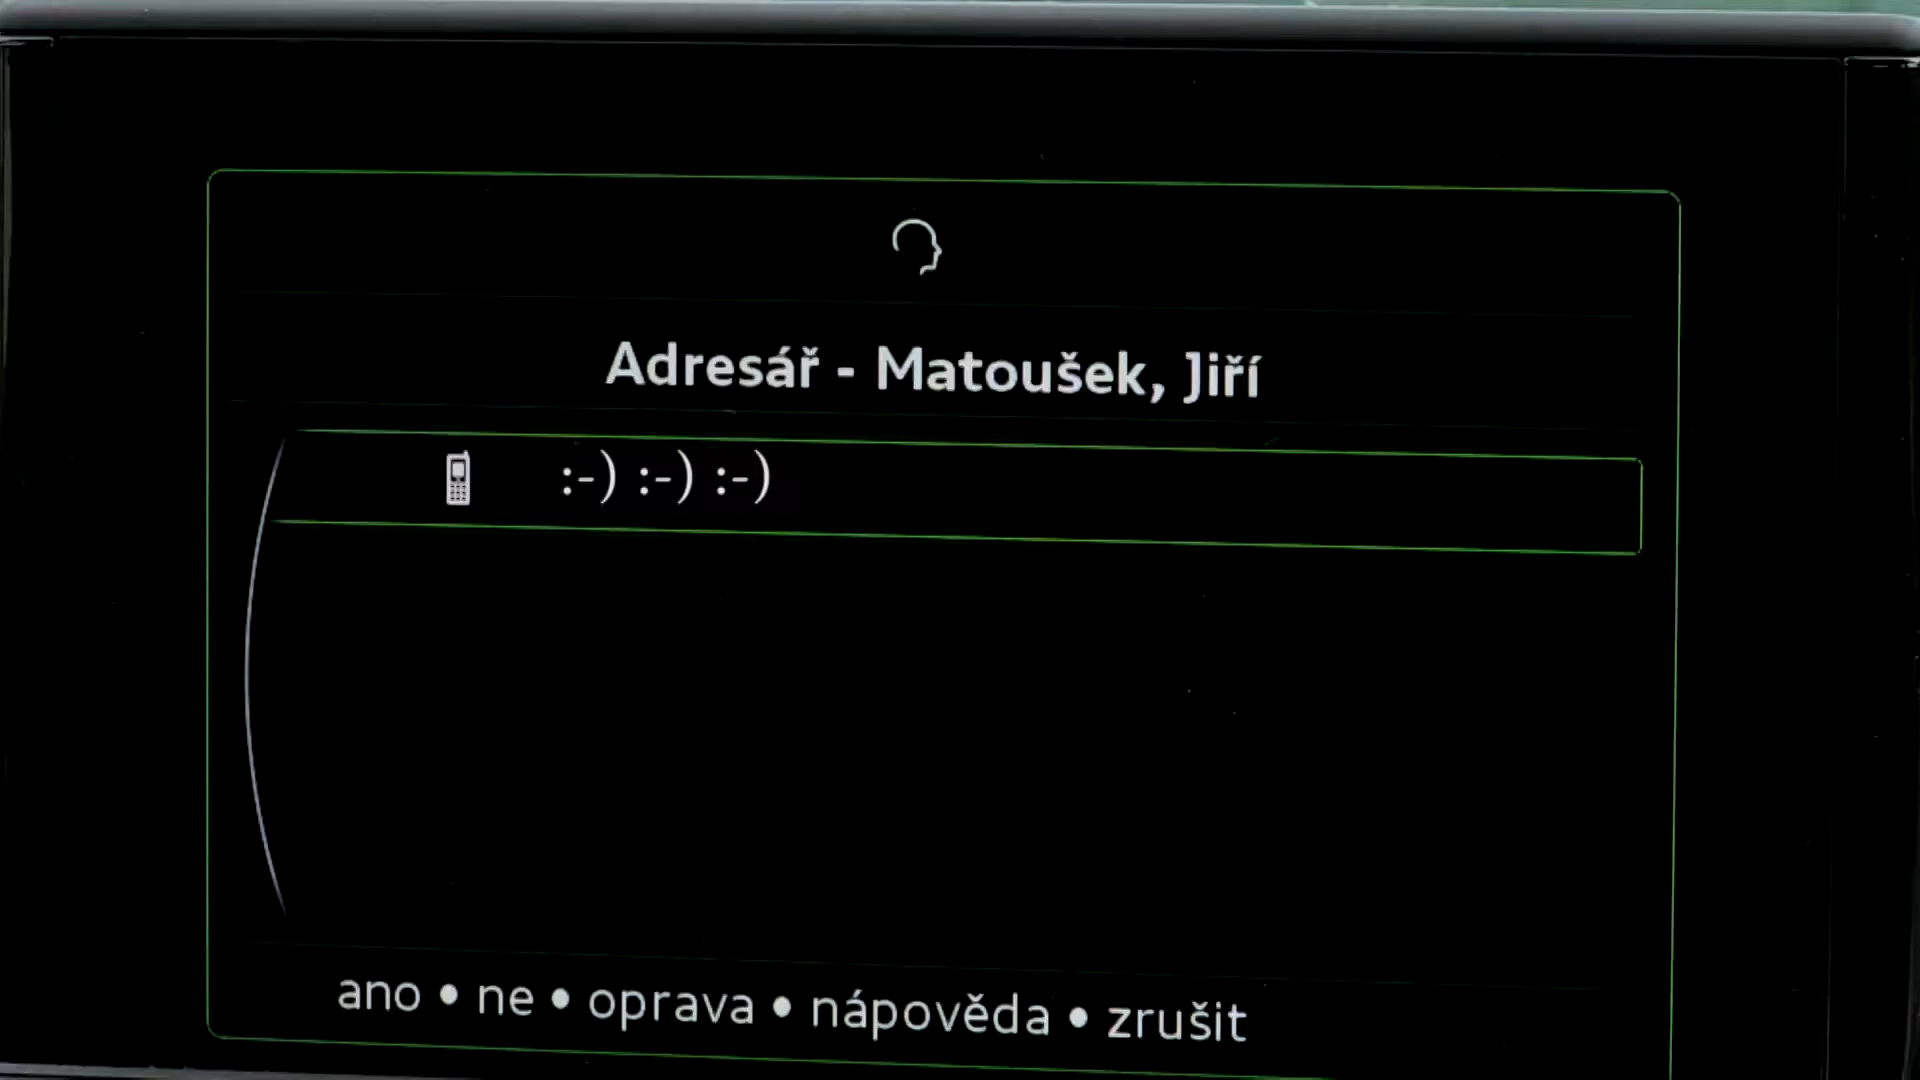 Adresář - Matoušek, Jiří
:-) :-) :-)
ano • ne • oprava • nápověda • zrušit